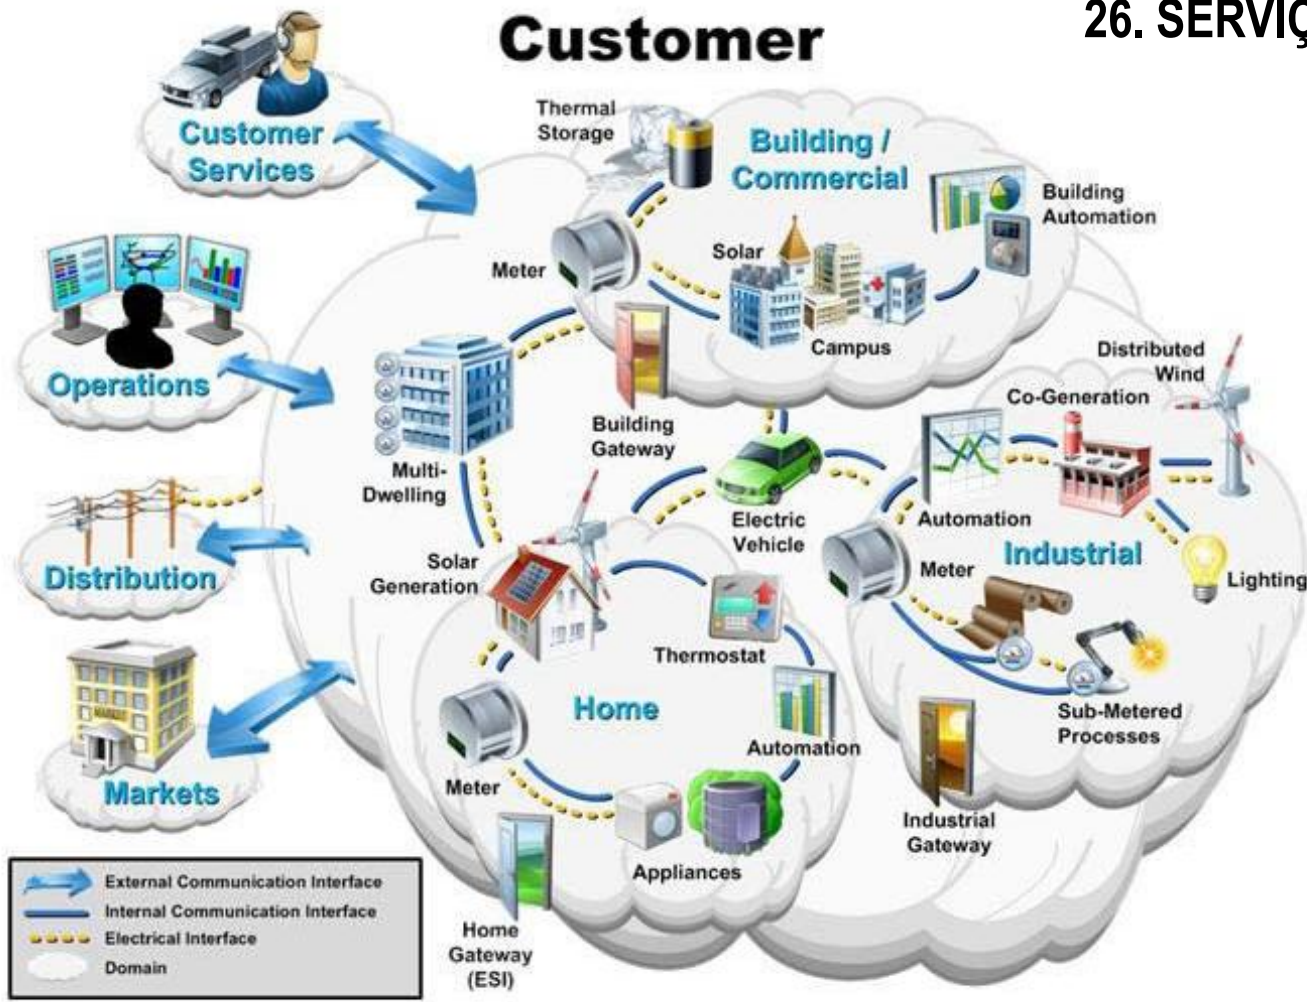 Customer
26. SERVIÇ
Customer
Services
Thermal
Storage
Building /
Commercial
Building
Automation
Meter
Solar
Campus
Operations
Building
Gateway
Multi-
Dwelling
Distributed
Wind
Co-Generation
Electric
Vehicle
Automation
Industrial
Meter
Lighting
Distribution
Solar
Generation
Thermostat
Home
Automation
Sub-Metered
Processes
MARKET
Markets
Meter
Appliances
Industrial
Gateway
Home
Gateway
(ESI)
External Communication Interface
Internal Communication Interface
Electrical Interface
Domain